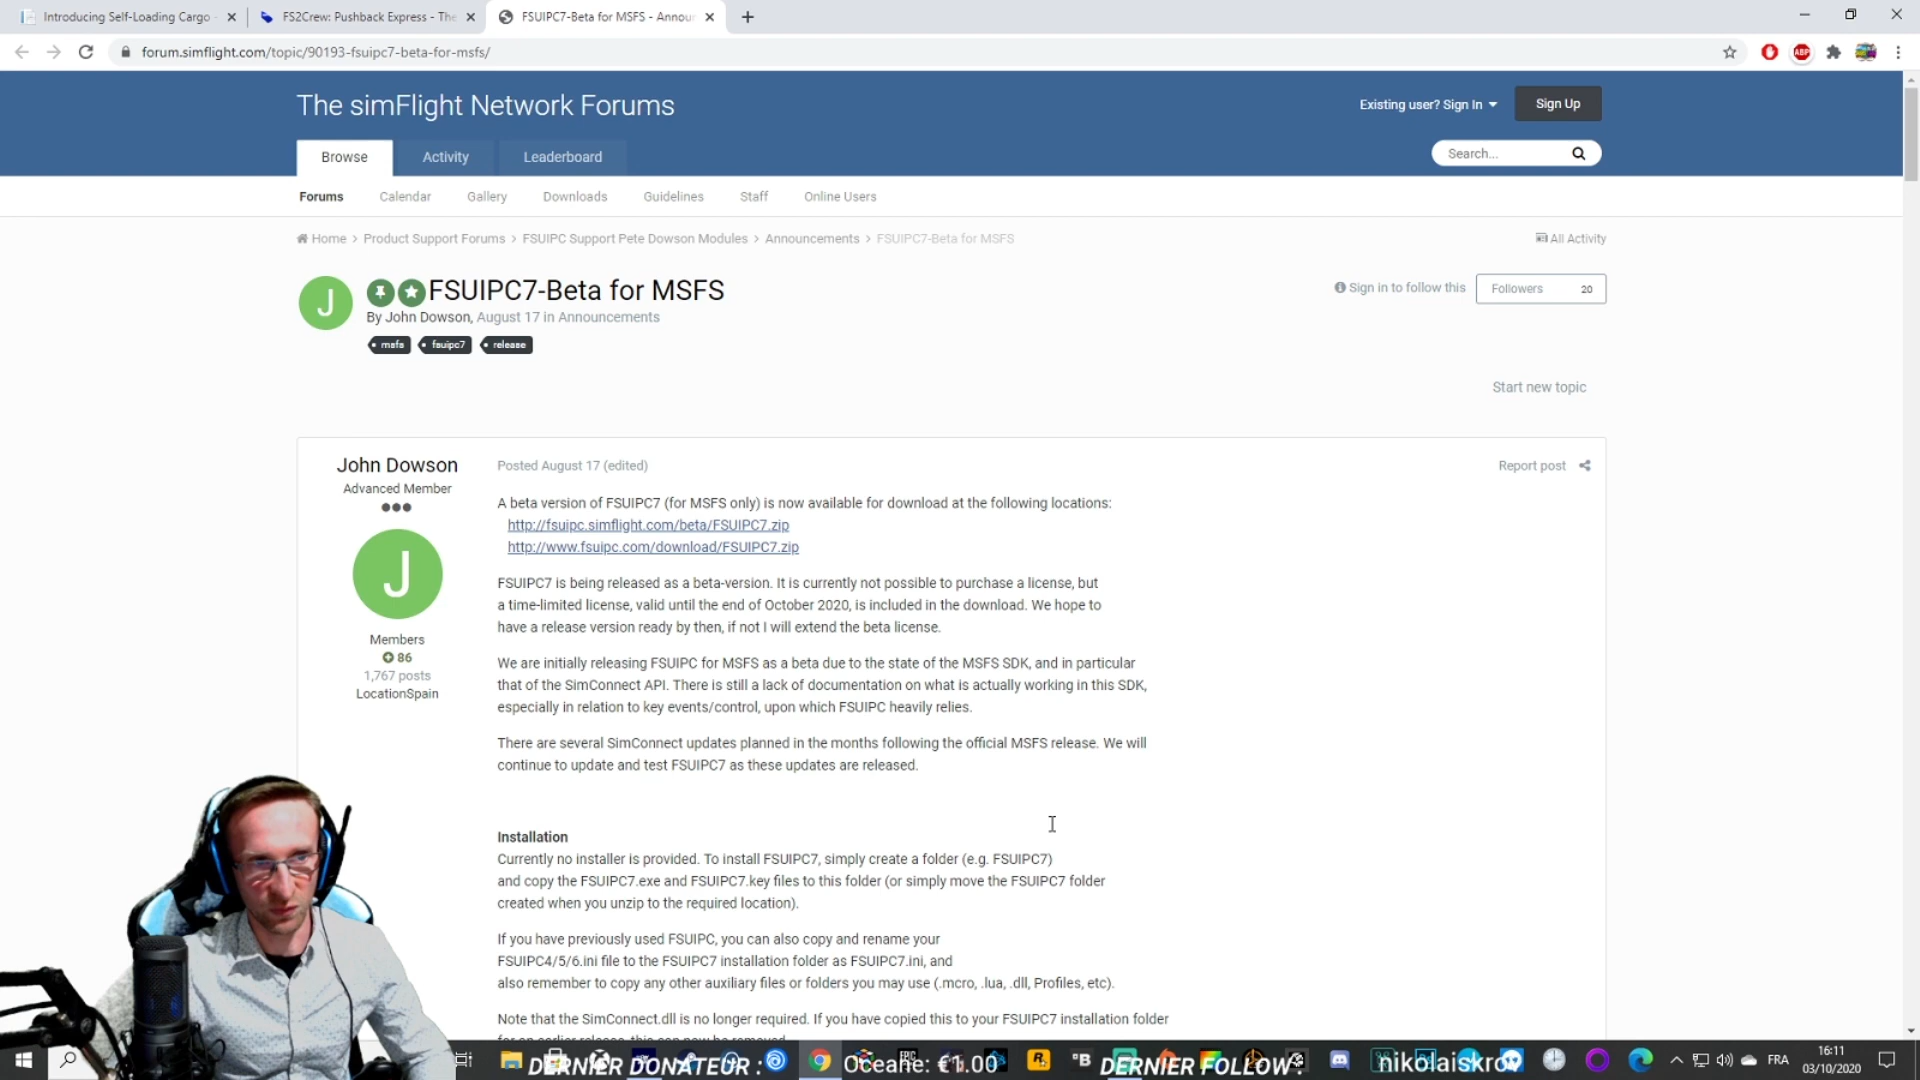 Introducing Self-Loading Cargo
FS2Crew: Pushback Express - The
FSUIPC7-Beta for MSFS - Announ
forum.simflight.com/topic/90193-fsuipc7-beta-for-msfs/
ABP
The simFlight Network Forums
Existing user? Sign In
Sign Up
Browse
Activity
Leaderboard
Search...
Forums
Calendar
Gallery
Downloads
Guidelines
Staff
Online Users
Home > Product Support Forums > FSUIPC Support Pete Dowson Modules > Announcements > FSUIPC7-Beta for MSFS
All Activity
J
FSUIPC7-Beta for MSFS
By John Dowson, August 17 in Announcements
msfs
fsuipc7
release
Sign in to follow this
Followers 20
Start new topic
John Dowson
Advanced Member
J
Members
86
1,767 posts
LocationSpain
Posted August 17 (edited)
Report post
A beta version of FSUIPC7 (for MSFS only) is now available for download at the following locations:
http://fsuipc.simflight.com/beta/FSUIPC7.zip
http://www.fsuipc.com/download/FSUIPC7.zip
FSUIPC7 is being released as a beta-version. It is currently not possible to purchase a license, but
a time-limited license, valid until the end of October 2020, is included in the download. We hope to
have a release version ready by then, if not I will extend the beta license.
We are initially releasing FSUIPC for MSFS as a beta due to the state of the MSFS SDK, and in particular
that of the SimConnect API. There is still a lack of documentation on what is actually working in this SDK,
especially in relation to key events/control, upon which FSUIPC heavily relies.
There are several SimConnect updates planned in the months following the official MSFS release. We will
continue to update and test FSUIPC7 as these updates are released.
Installation
Currently no installer is provided. To install FSUIPC7, simply create a folder (e.g. FSUIPC7)
and copy the FSUIPC7.exe and FSUIPC7.key files to this folder (or simply move the FSUIPC7 folder
created when you unzip to the required location).
If you have previously used FSUIPC, you can also copy and rename your
FSUIPC4/5/6.ini file to the FSUIPC7 installation folder as FSUIPC7.ini, and
also remember to copy any other auxiliary files or folders you may use (.mcro, .lua, .dll, Profiles, etc).
Note that the SimConnect.dll is no longer required. If you have copied this to your FSUIPC7 installation folder
for an earlier release, this can now be removed.
DERNIER DONATEUR :
Oceane: €1.00
DERNIER FOLLOW :
nikolaiskrov
FRA
16:11
03/10/2020